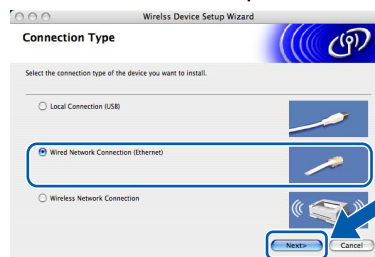 Wirelss Device Setup Wizard
Connection Type
Select the connection type of the device you want to install.
Local Connection (USB)
Wired Network Connection (Ethernet)
Wireless Network Connection
Next> Cancel